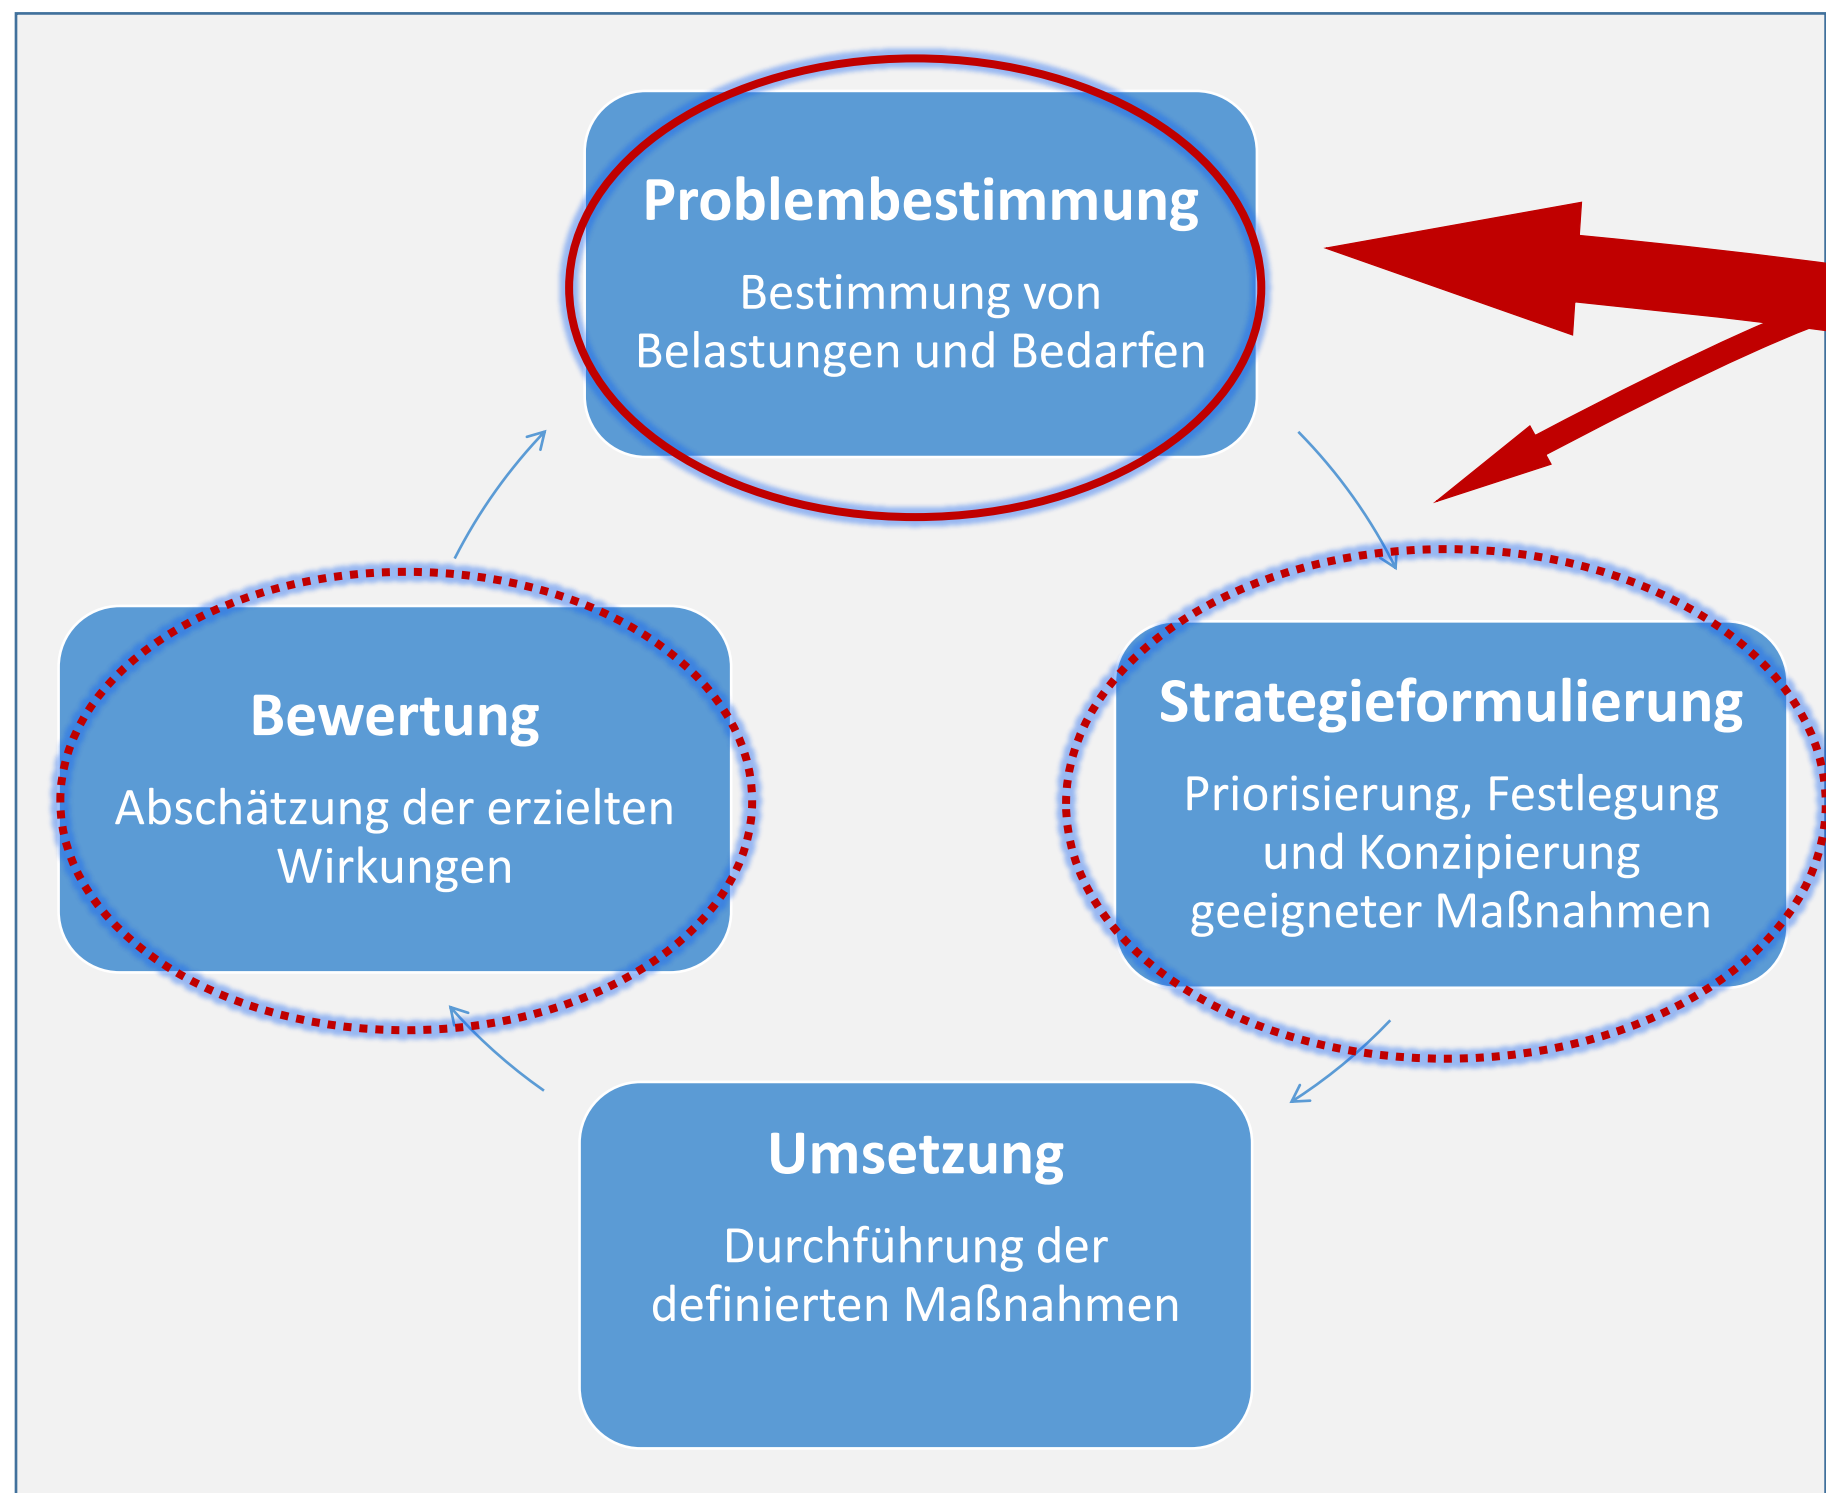 Problembestimmung
Bestimmung von
Belastungen und Bedarfen
Bewertung
Abschätzung der erzielten
Wirkungen
Strategieformulierung
Priorisierung, Festlegung
und Konzipierung
geeigneter Maßnahmen
Umsetzung
Durchführung der
definierten Maßnahmen